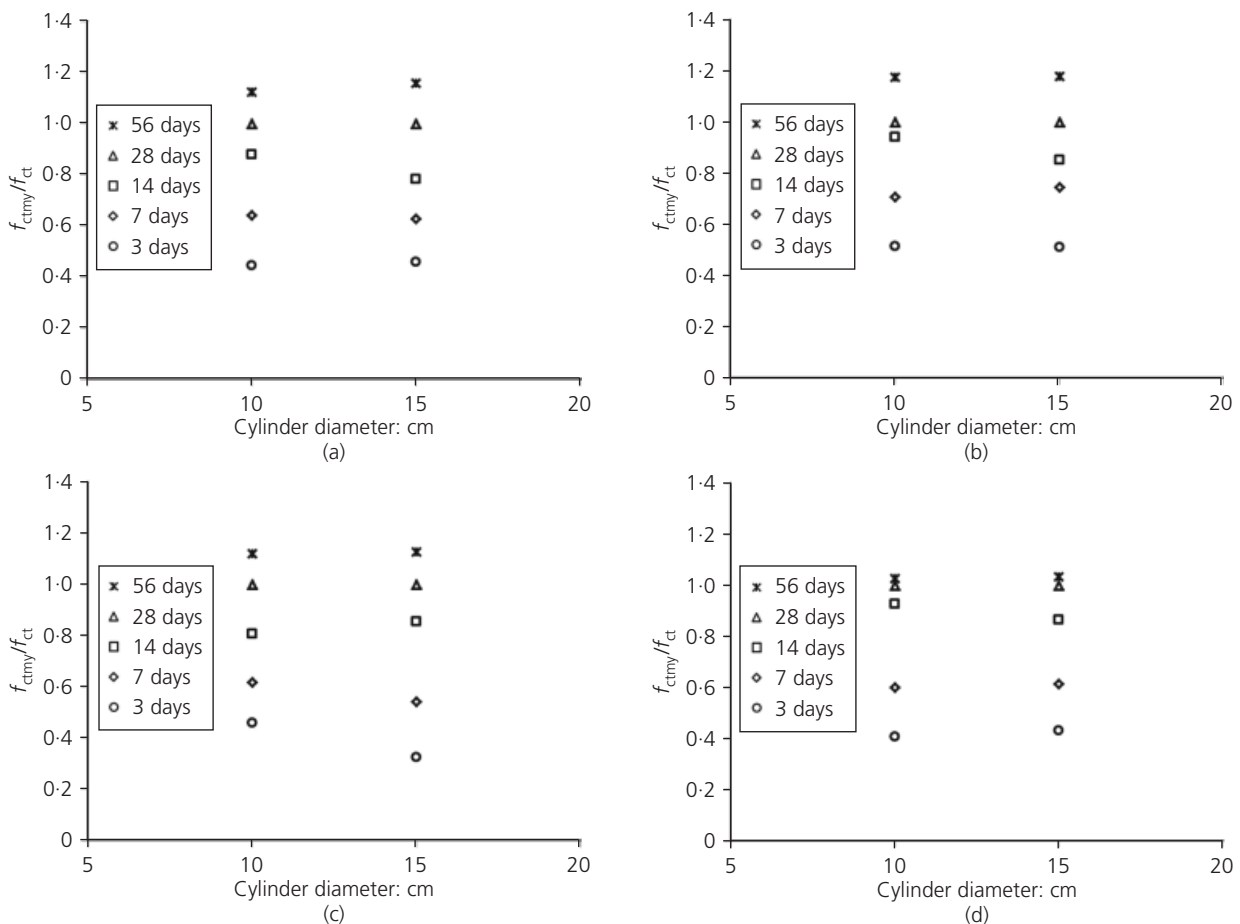 1·4
1·2
1·0
0·8
0·6
0·4
0·2
0
f_ctmy/f_ct
56 days
28 days
14 days
7 days
3 days
5 10 15 20
Cylinder diameter: cm
(a)
1·4
1·2
1·0
0·8
0·6
0·4
0·2
0
f_ctmy/f_ct
56 days
28 days
14 days
7 days
3 days
5 10 15 20
Cylinder diameter: cm
(b)
1·4
1·2
1·0
0·8
0·6
0·4
0·2
0
f_ctmy/f_ct
56 days
28 days
14 days
7 days
3 days
5 10 15 20
Cylinder diameter: cm
(c)
1·4
1·2
1·0
0·8
0·6
0·4
0·2
0
f_ctmy/f_ct
56 days
28 days
14 days
7 days
3 days
5 10 15 20
Cylinder diameter: cm
(d)